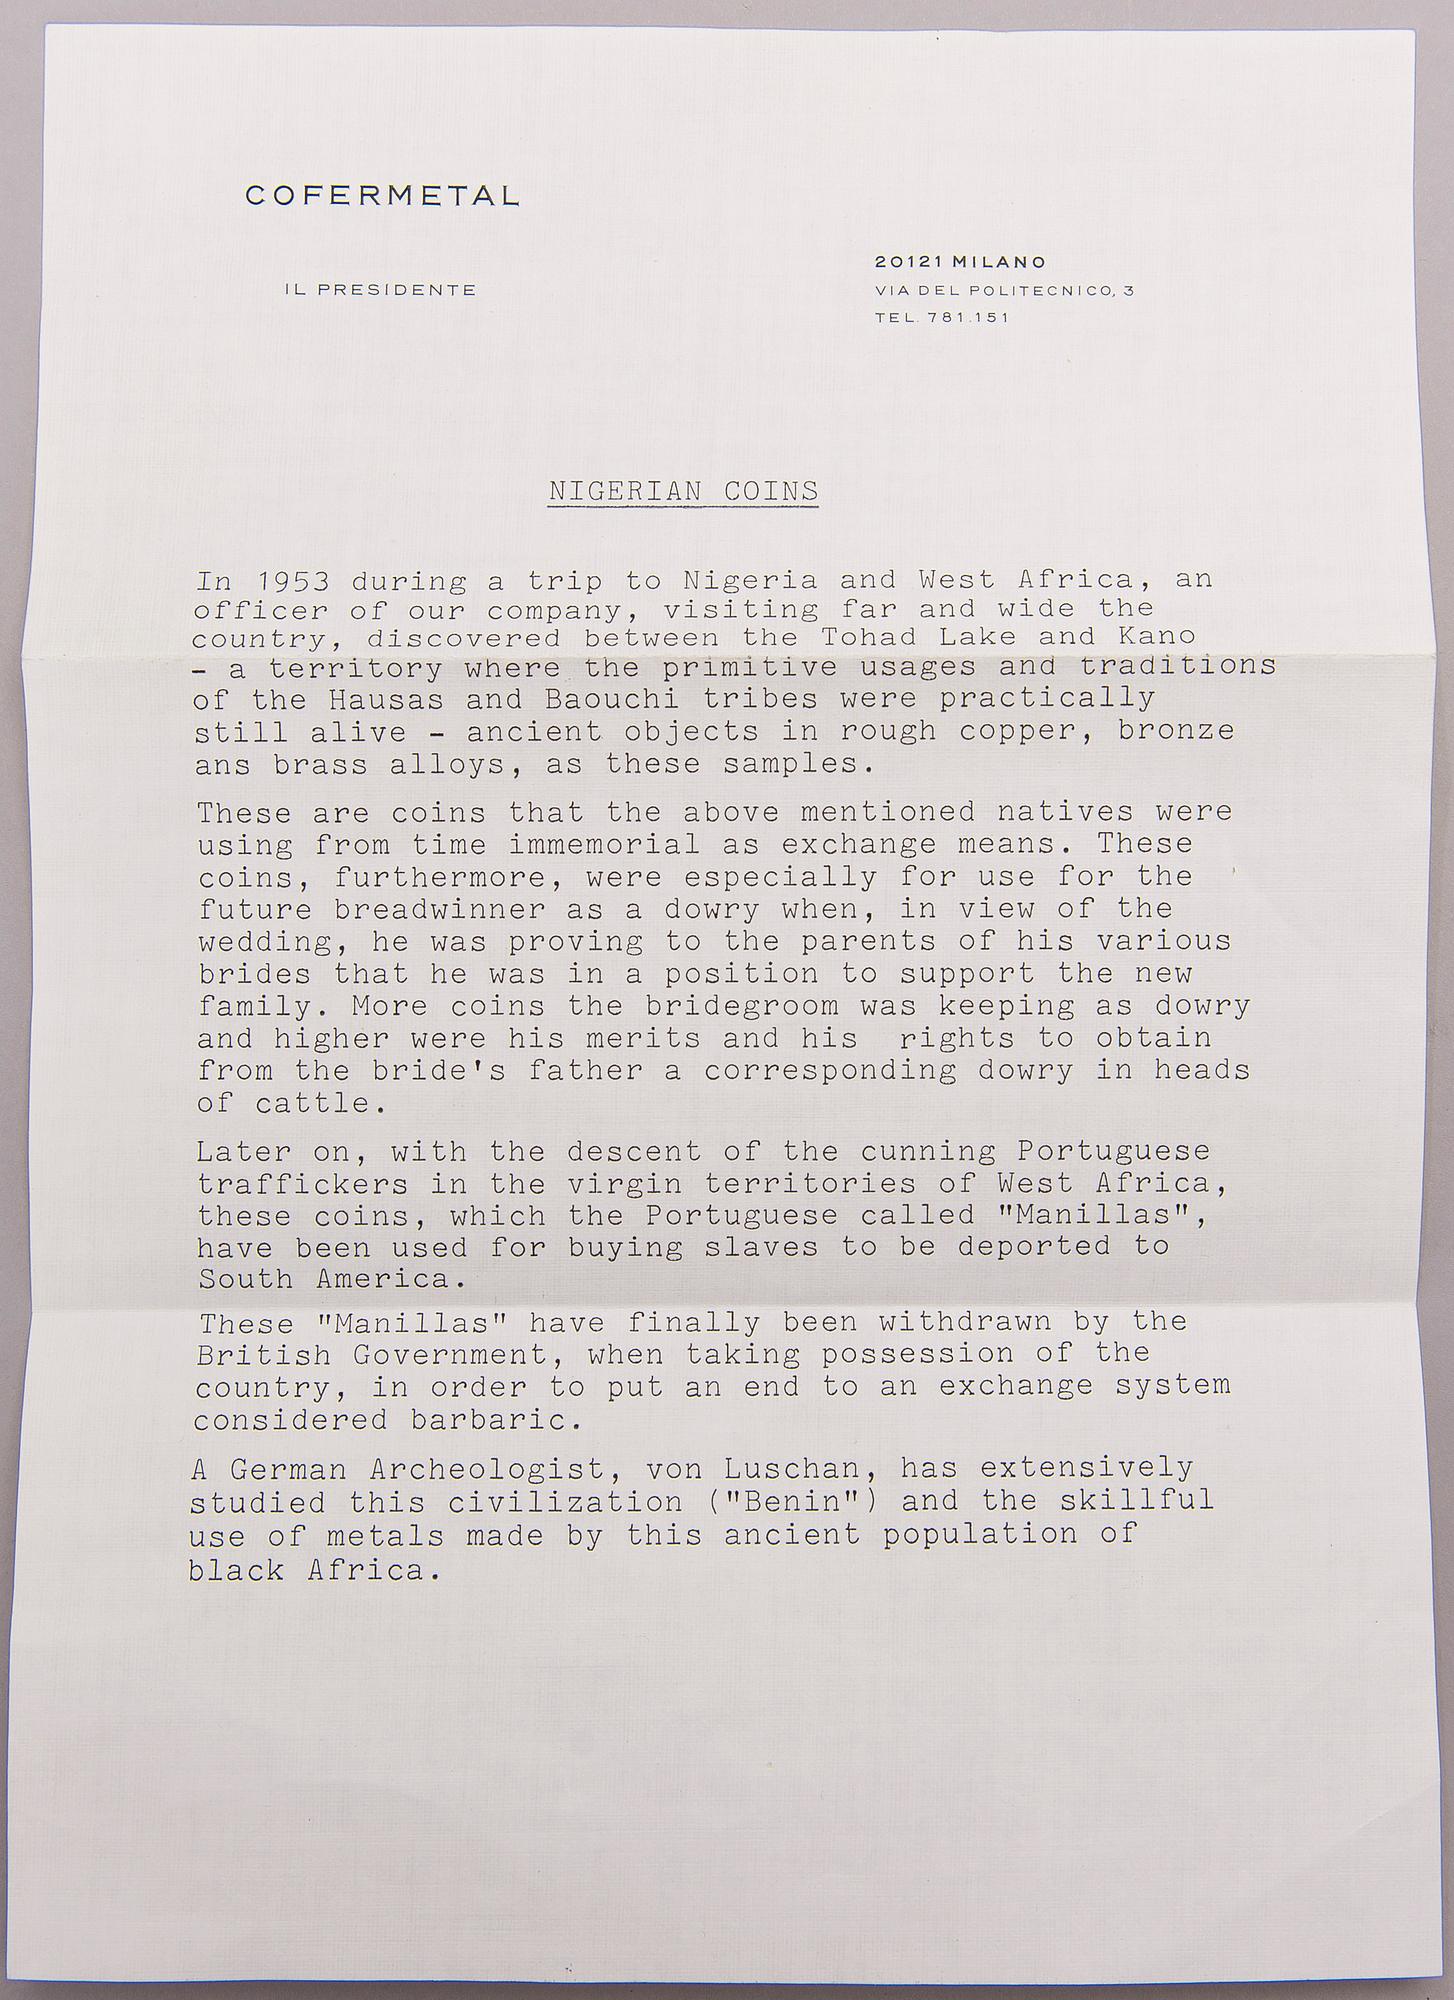 COFERMETAL
IL PRESIDENTE
20121 MILANO
VIA DEL POLITECNICO, 3
TEL. 781.151
NIGERIAN COINS
In 1953 during a trip to Nigeria and West Africa, an
officer of our company, visiting far and wide the
country, discovered between the Tohad Lake and Kano
- a territory where the primitive usages and traditions
of the Hausas and Baouchi tribes were practically
still alive - ancient objects in rough copper, bronze
ans brass alloys, as these samples.
These are coins that the above mentioned natives were
using from time immemorial as exchange means. These
coins, furthermore, were especially for use for the
future breadwinner as a dowry when, in view of the
wedding, he was proving to the parents of his various
brides that he was in a position to support the new
family. More coins the bridegroom was keeping as dowry
and higher were his merits and his  rights to obtain
from the bride's father a corresponding dowry in heads
of cattle.
Later on, with the descent of the cunning Portuguese
traffickers in the virgin territories of West Africa,
these coins, which the Portuguese called "Manillas",
have been used for buying slaves to be deported to
South America.
These "Manillas" have finally been withdrawn by the
British Government, when taking possession of the
country, in order to put an end to an exchange system
considered barbaric.
A German Archeologist, von Luschan, has extensively
studied this civilization ("Benin") and the skillful
use of metals made by this ancient population of
black Africa.